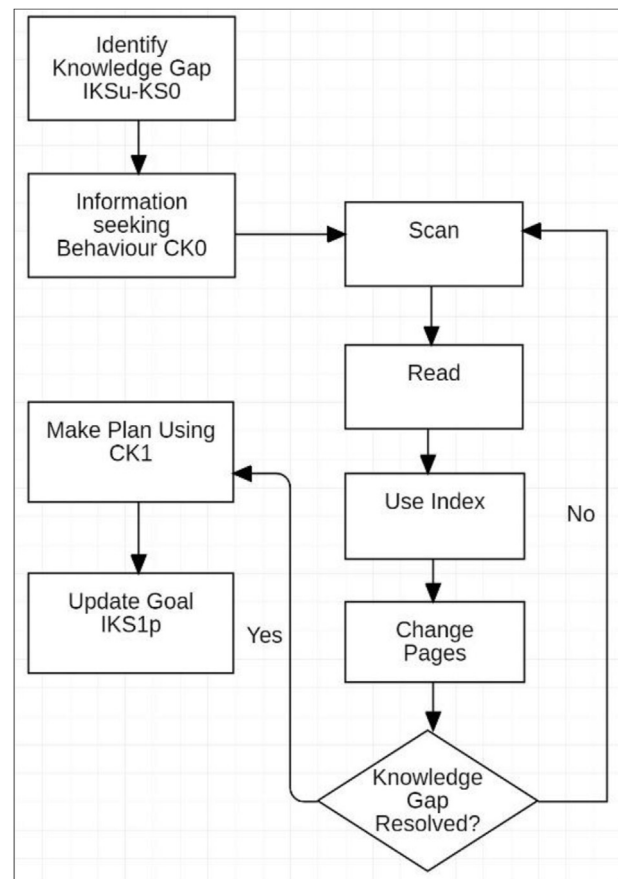 Identify
Knowledge Gap
IKSu-KS0
Information
seeking
Behaviour CK0
Scan
Read
Make Plan Using
CK1
Use Index
No
Update Goal
IKS1p
Yes
Change
Pages
Knowledge
Gap
Resolved?